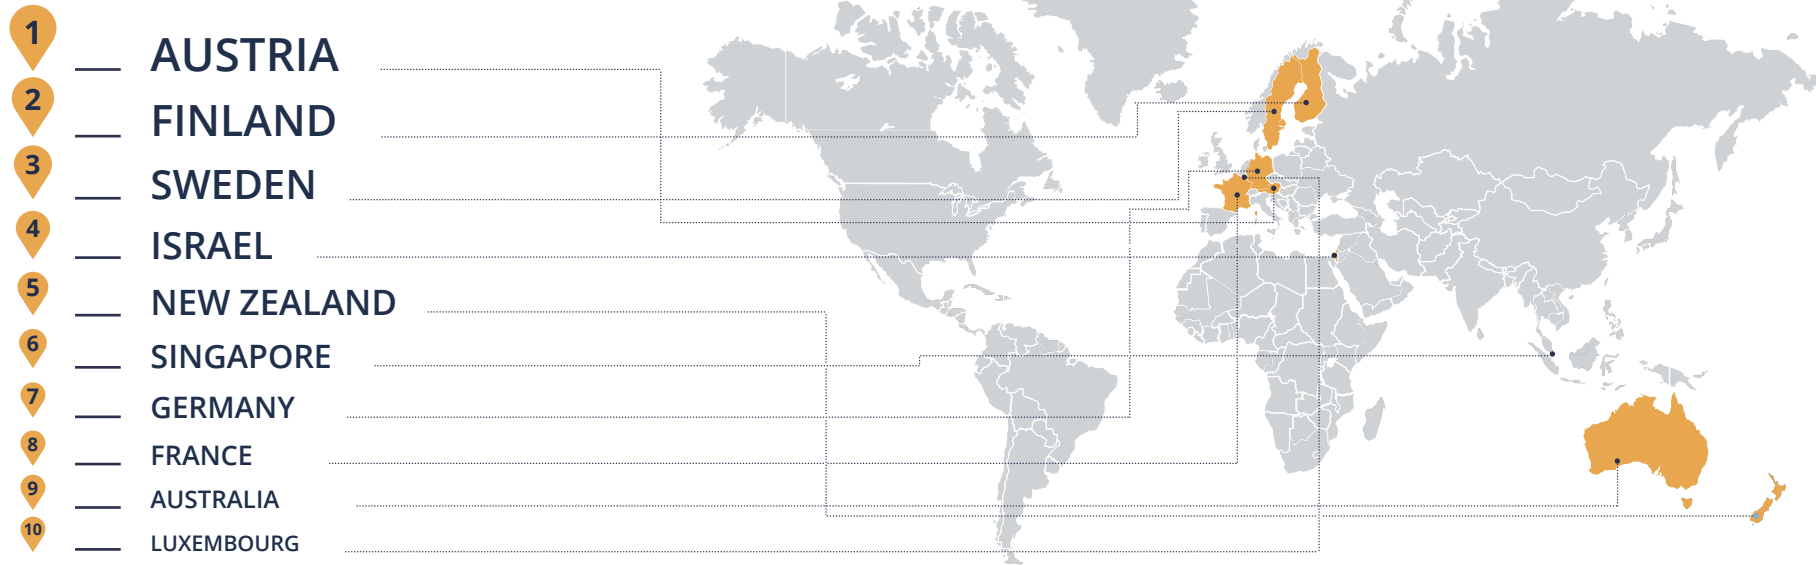 1 AUSTRIA
2 FINLAND
3 SWEDEN
4 ISRAEL
5 NEW ZEALAND
6 SINGAPORE
7 GERMANY
8 FRANCE
9 AUSTRALIA
10 LUXEMBOURG